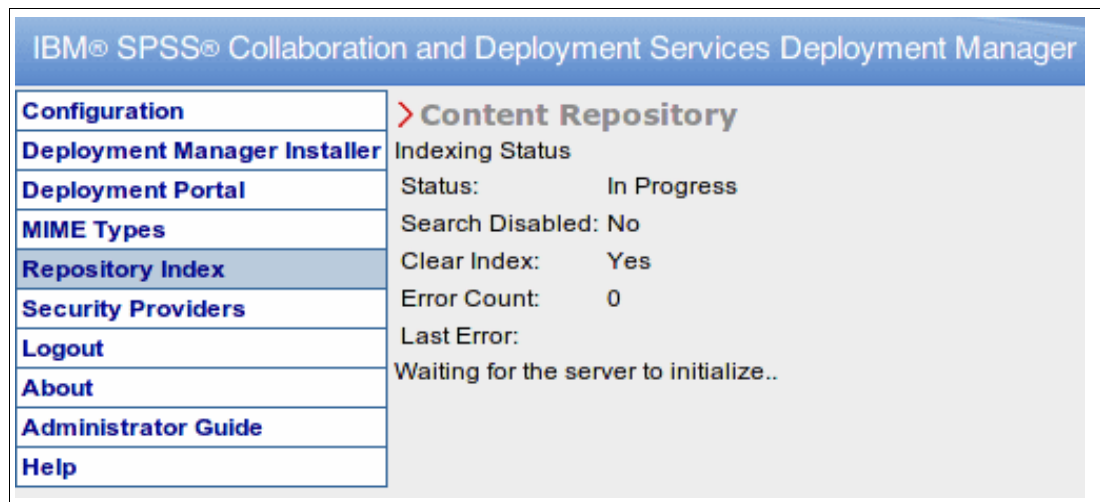 IBM® SPSS® Collaboration and Deployment Services Deployment Manager
Configuration
Deployment Manager Installer
Deployment Portal
MIME Types
Repository Index
Security Providers
Logout
About
Administrator Guide
Help
Content Repository
Indexing Status
Status: In Progress
Search Disabled: No
Clear Index: Yes
Error Count: 0
Last Error:
Waiting for the server to initialize..